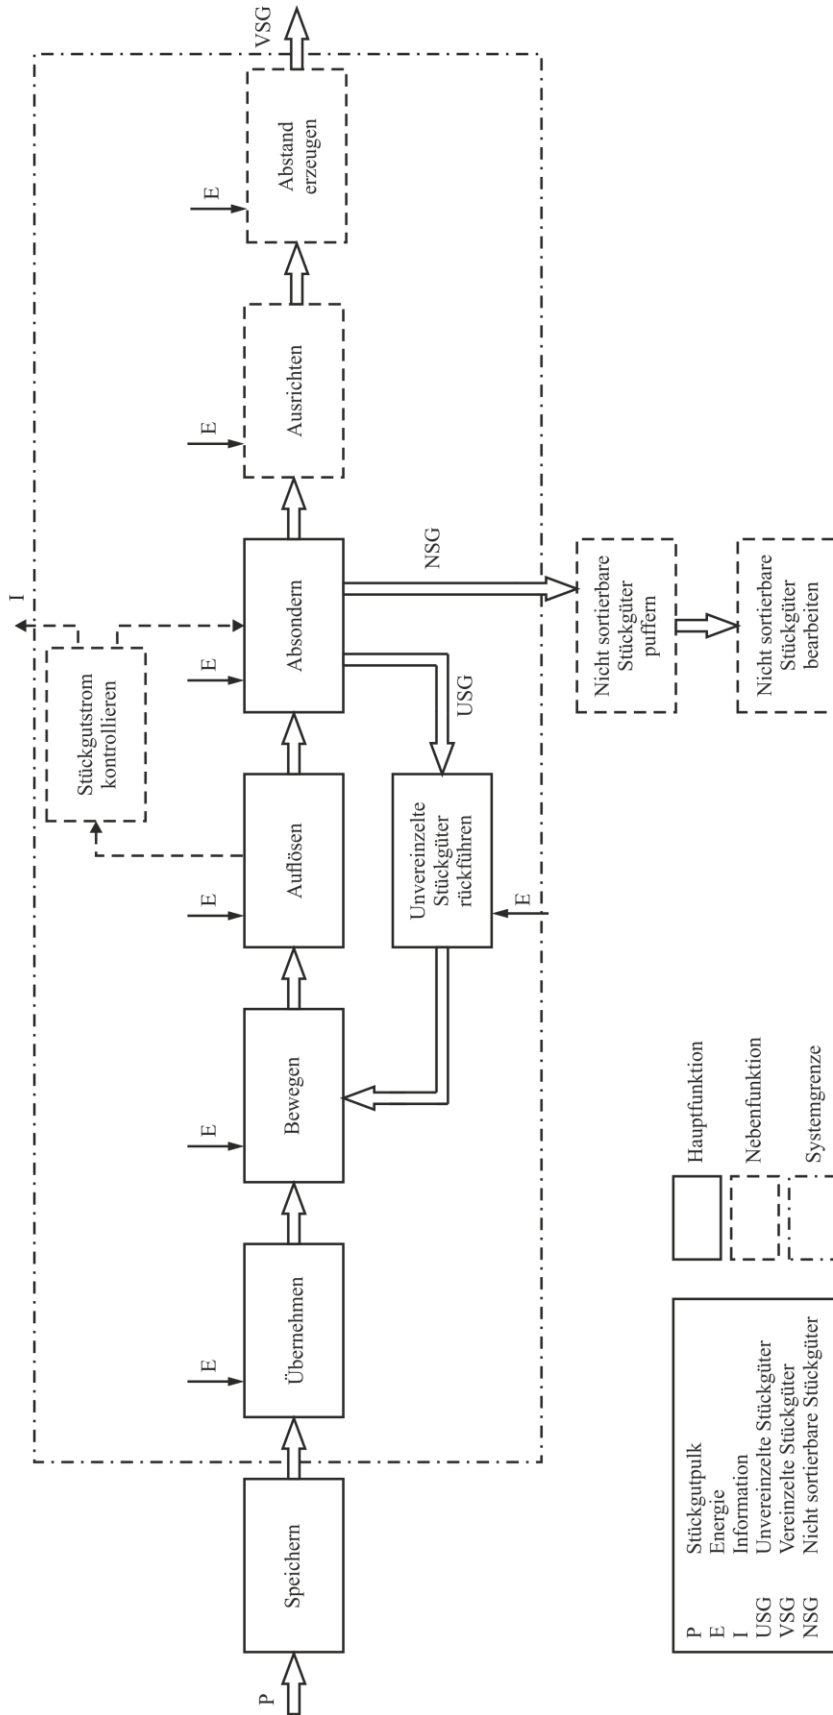 I
Stückgutstrom
kontrollieren
E
E
E
E
E
E
P
Speichern
Übernehmen
Bewegen
Auflösen
Absondern
Ausrichten
Abstand
erzeugen
VSG
USG
NSG
Unvereinzelte
Stückgüter
rückführen
E
Nicht sortierbare
Stückgüter
puffern
Nicht sortierbare
Stückgüter
bearbeiten
P Stückgutpulk
E Energie
I Information
USG Unvereinzelte Stückgüter
VSG Vereinzelte Stückgüter
NSG Nicht sortierbare Stückgüter
Hauptfunktion
Nebenfunktion
Systemgrenze